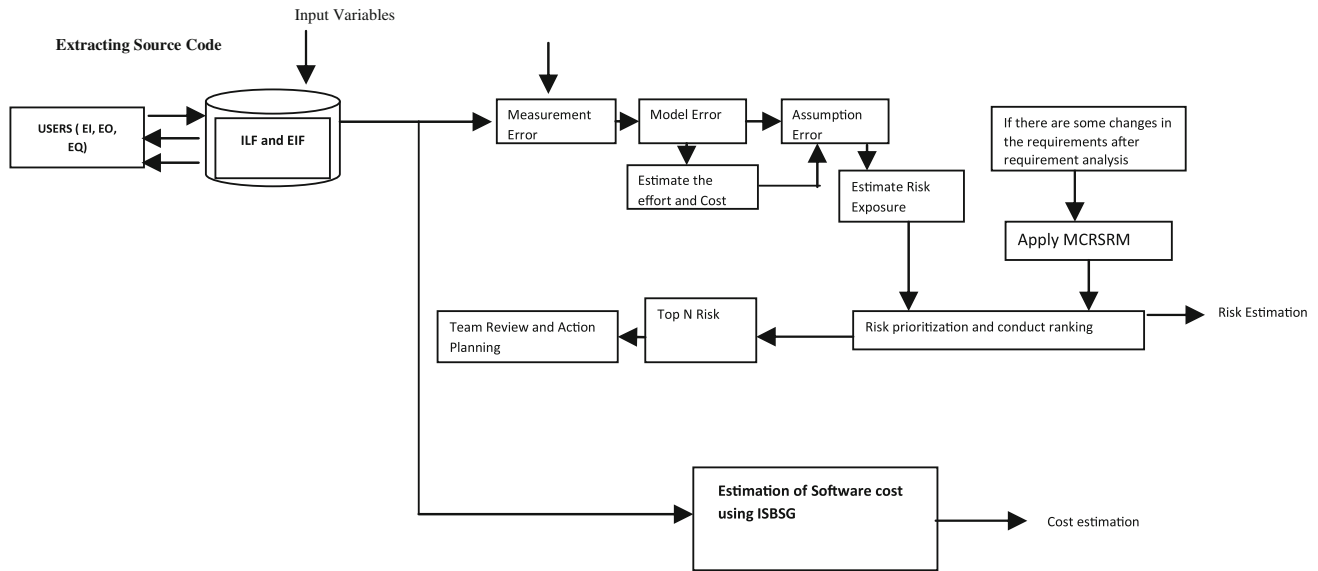 Input Variables
Extracting Source Code
USERS ( EI, EO,
EQ)
ILF and EIF
Measurement
Error
Model Error
Assumption
Error
If there are some changes in
the requirements after
requirement analysis
Estimate the
effort and Cost
Estimate Risk
Exposure
Apply MCRSRM
Team Review and Action
Planning
Top N Risk
Risk prioritization and conduct ranking
Risk Estimation
Estimation of Software cost
using ISBSG
Cost estimation